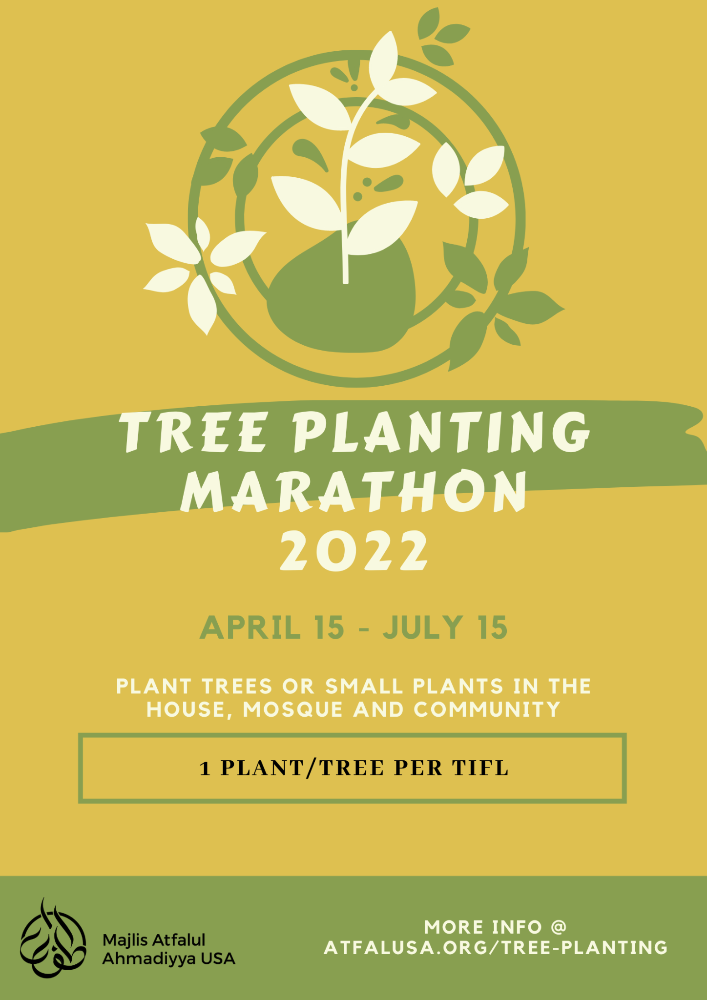 TREE PLANTING
MARATHON
2022
APRIL 15 - JULY 15
PLANT TREES OR SMALL PLANTS IN THE
HOUSE, MOSQUE AND COMMUNITY
1 PLANT/TREE PER TIFL
Majlis Atfalul
Ahmadiyya USA
MORE INFO @
ATFALUSA.ORG/TREE-PLANTING